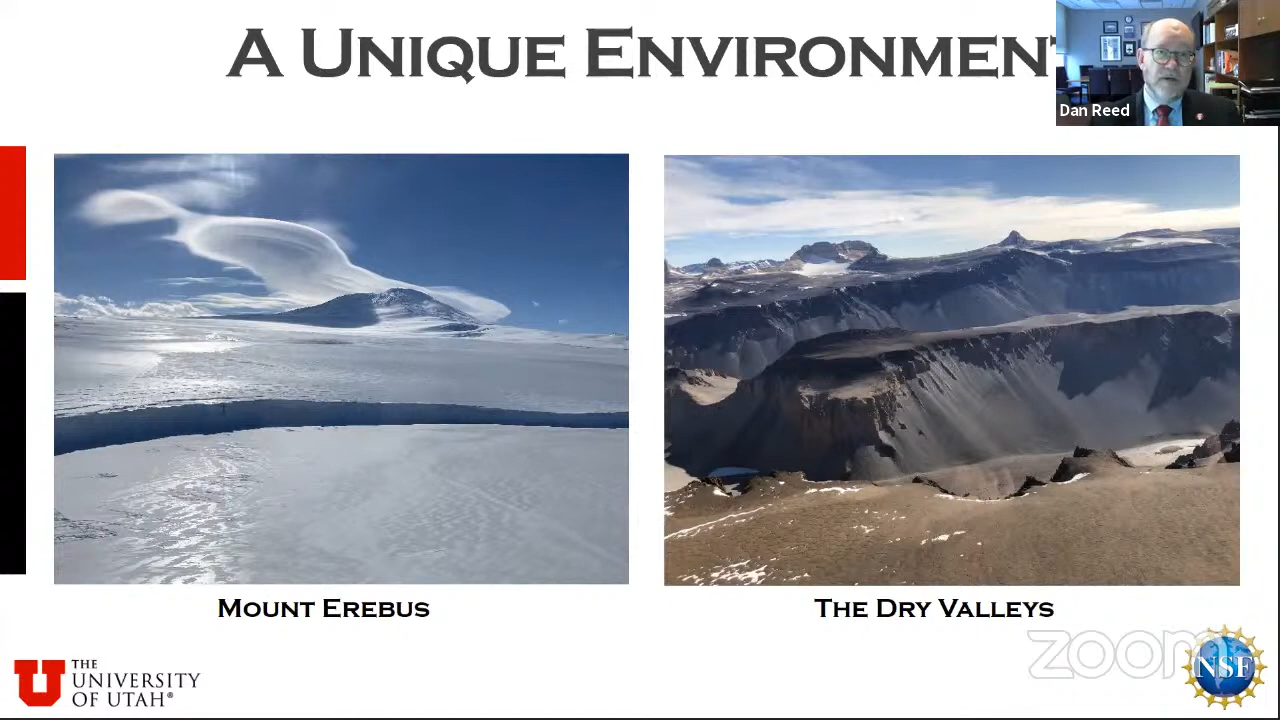 A Unique Environment
Dan Reed
Mount Erebus
The Dry Valleys
zoom
NSF
THE
UNIVERSITY
OF UTAH®